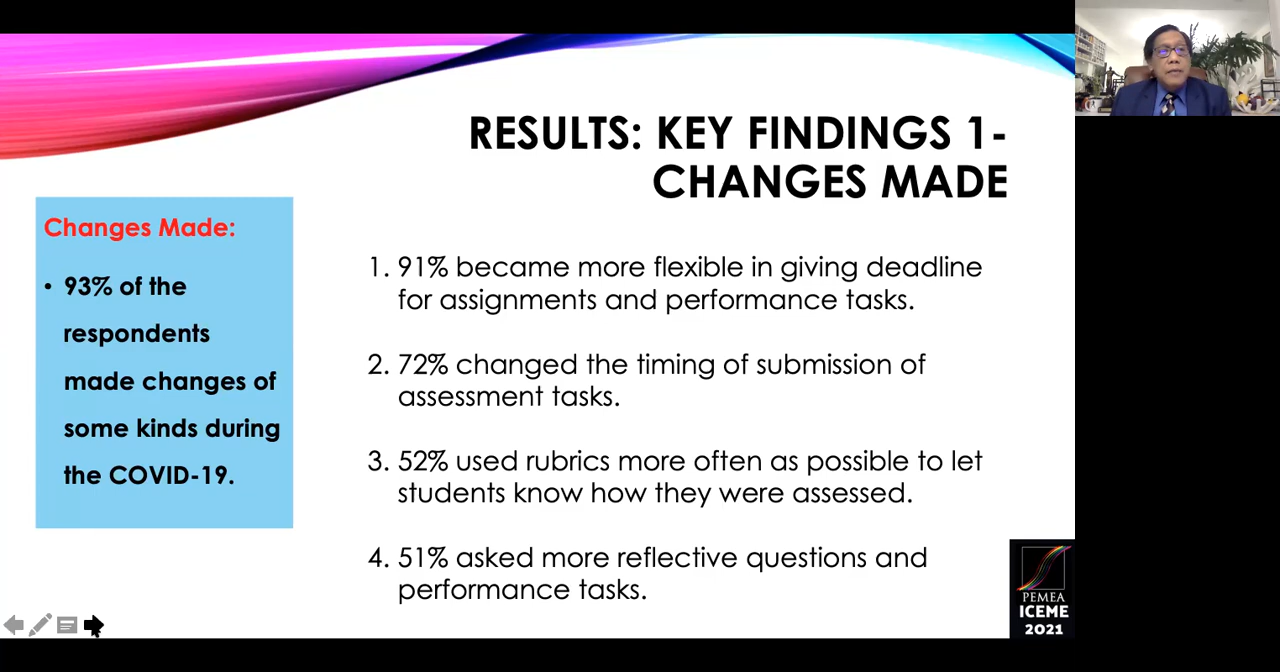 RESULTS: KEY FINDINGS 1-
CHANGES MADE
Changes Made:
• 93% of the
respondents
made changes of
some kinds during
the COVID-19.
1. 91% became more flexible in giving deadline
for assignments and performance tasks.
2. 72% changed the timing of submission of
assessment tasks.
3. 52% used rubrics more often as possible to let
students know how they were assessed.
4. 51% asked more reflective questions and
performance tasks.
PEMEA
ICEME
2021